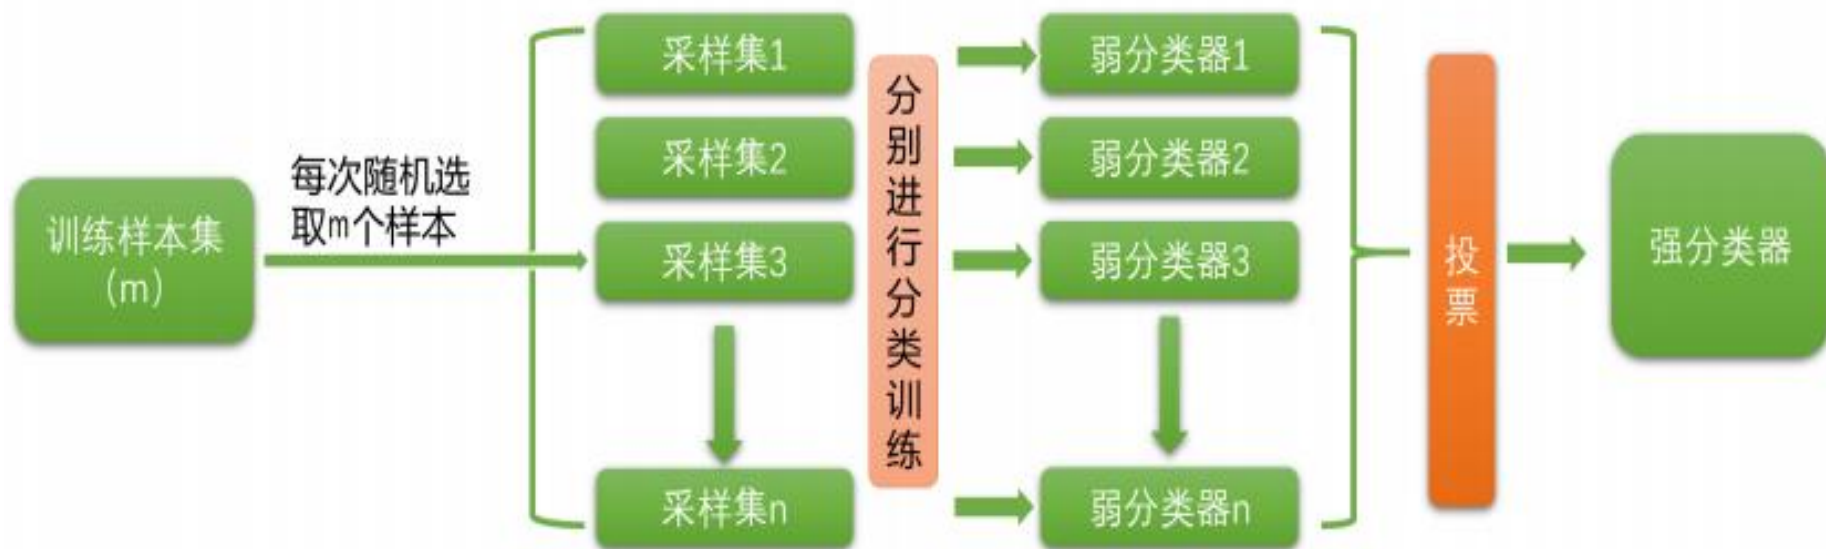 训练样本集
(m)
每次随机选
取m个样本
采样集1
采样集2
采样集3
采样集n
分别进行分类训练
弱分类器1
弱分类器2
弱分类器3
弱分类器n
投票
强分类器